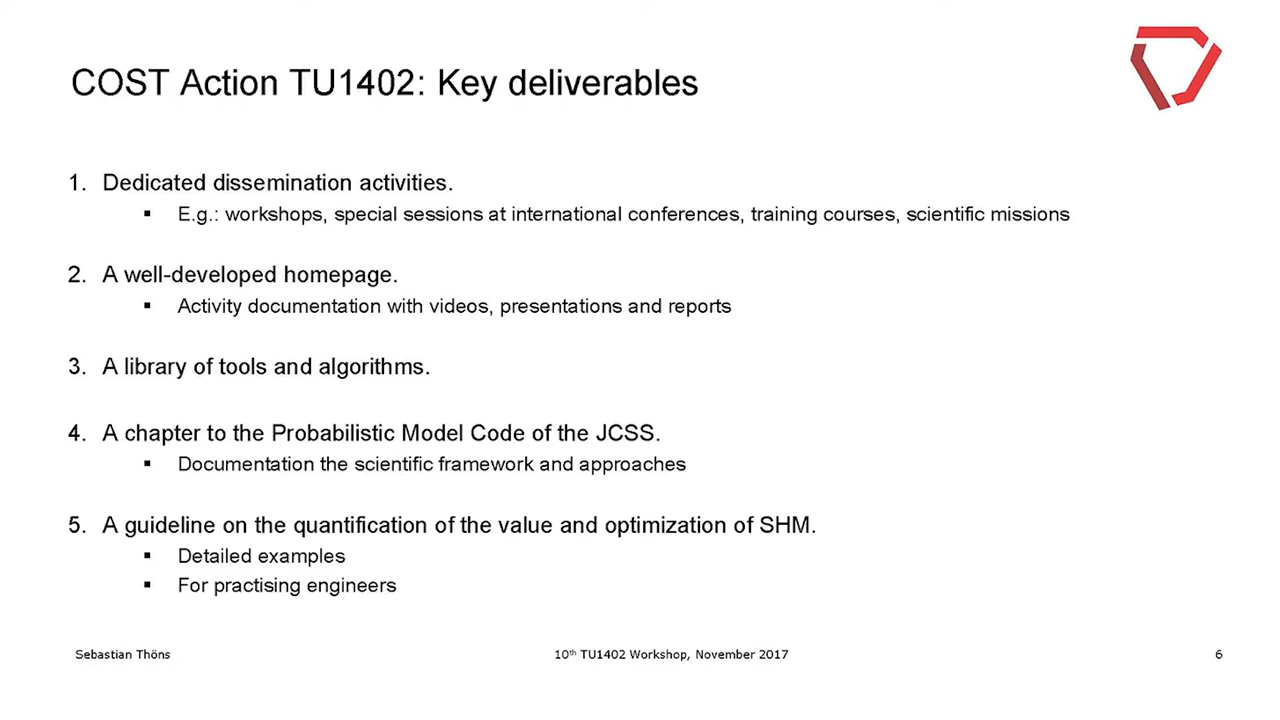 COST Action TU1402: Key deliverables
1. Dedicated dissemination activities.
▪ E.g.: workshops, special sessions at international conferences, training courses, scientific missions
2. A well-developed homepage.
▪ Activity documentation with videos, presentations and reports
3. A library of tools and algorithms.
4. A chapter to the Probabilistic Model Code of the JCSS.
▪ Documentation the scientific framework and approaches
5. A guideline on the quantification of the value and optimization of SHM.
▪ Detailed examples
▪ For practising engineers
Sebastian Thöns 10th TU1402 Workshop, November 2017 6